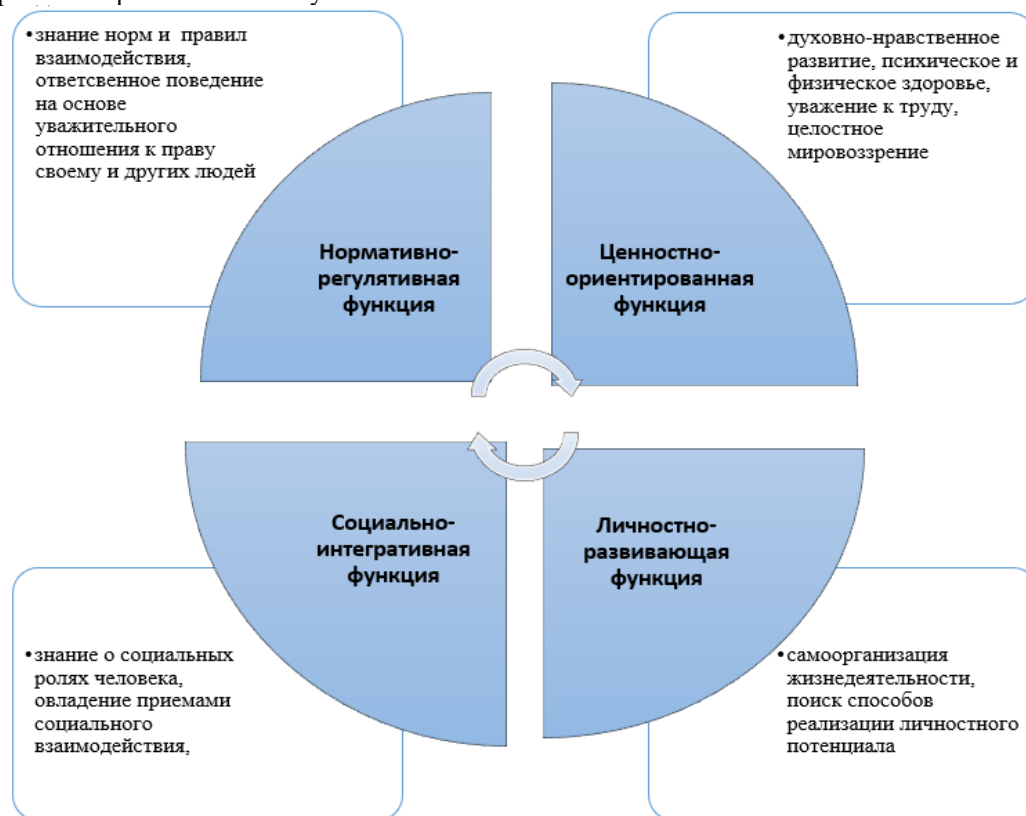 •знание норм и правил
взаимодействия,
ответсвенное поведение
на основе
уважительного
отношения к праву
своему и других людей
•духовно-нравственное
развитие, психическое и
физическое здоровье,
уважение к труду,
целостное
мировоззрение
Нормативно-
регулятивная
функция
Ценностно-
ориентированная
функция
Социально-
интегративная
функция
Личностно-
развивающая
функция
•знание о социальных
ролях человека,
овладение приемами
социального
взаимодействия,
•самоорганизация
жизнедеятельности,
поиск способов
реализации личностного
потенциала